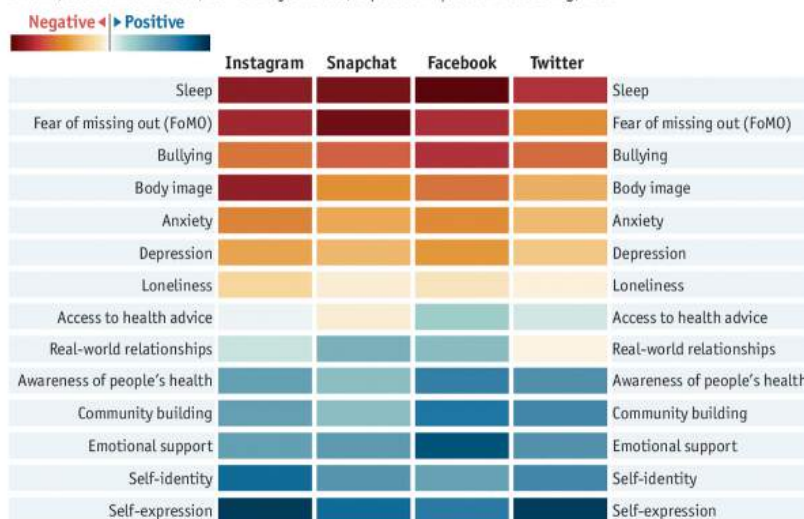 Negative ◂ ▸ Positive
Instagram Snapchat Facebook Twitter
Sleep Sleep
Fear of missing out (FoMO) Fear of missing out (FoMO)
Bullying Bullying
Body image Body image
Anxiety Anxiety
Depression Depression
Loneliness Loneliness
Access to health advice Access to health advice
Real-world relationships Real-world relationships
Awareness of people's health Awareness of people's health
Community building Community building
Emotional support Emotional support
Self-identity Self-identity
Self-expression Self-expression